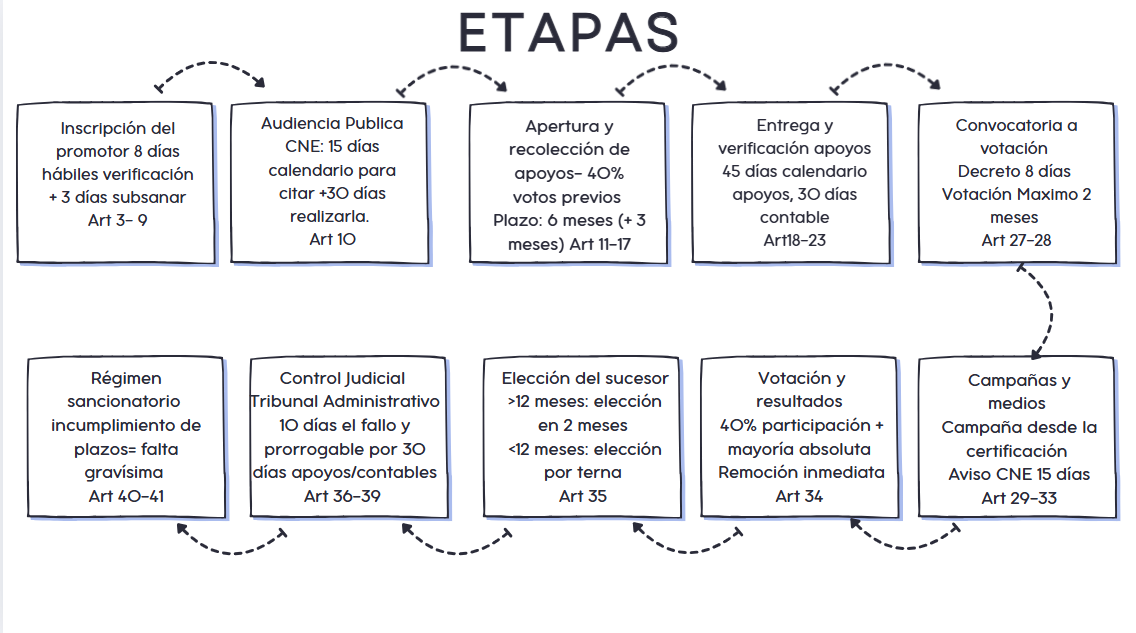 ETAPAS
Inscripción del
promotor 8 días
hábiles verificación
+ 3 días subsanar
Art 3- 9
Audiencia Publica
CNE: 15 días
calendario para
citar +30 días
realizarla.
Art 10
Apertura y
recolección de
apoyos- 40%
votos previos
Plazo: 6 meses (+ 3
meses) Art 11-17
Entrega y
verificación apoyos
45 días calendario
apoyos, 30 días
contable
Art18-23
Convocatoria a
votación
Decreto 8 días
Votación Maximo 2
meses
Art 27-28
Régimen
sancionatorio
incumplimiento de
plazos= falta
gravísima
Art 40-41
Control Judicial
Tribunal Administrativo
10 días el fallo y
prorrogable por 30
días apoyos/contables
Art 36-39
Elección del sucesor
>12 meses: elección
en 2 meses
<12 meses: elección
por terna
Art 35
Votación y
resultados
40% participación +
mayoría absoluta
Remoción inmediata
Art 34
Campañas y
medios
Campaña desde la
certificación
Aviso CNE 15 días
Art 29-33